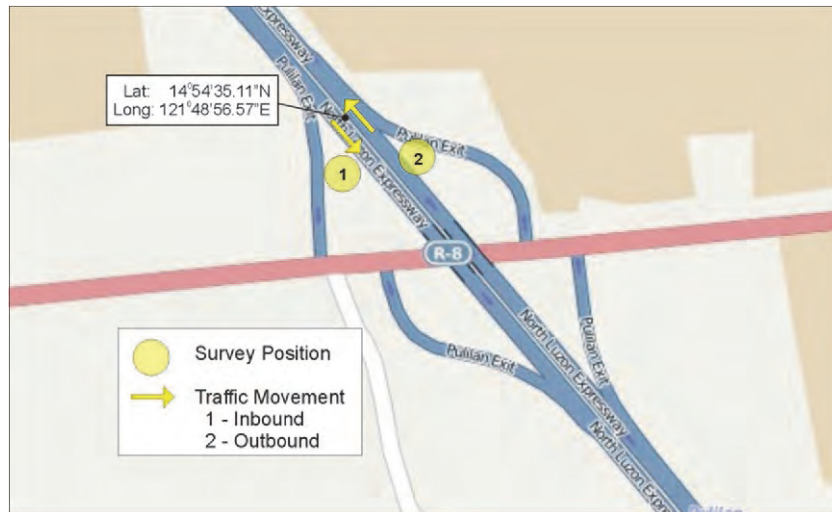 Expressway
Pulilan Exit
Lat: 14°54'35.11"N
Long: 121°48'56.57"E
North Luzon Expressway
Pulilan Exit
1
2
R-8
North Luzon Expressway
Pulilan Exit
Pulilan Exit
North Luzon Expre
Survey Position
Traffic Movement
1 - Inbound
2 - Outbound